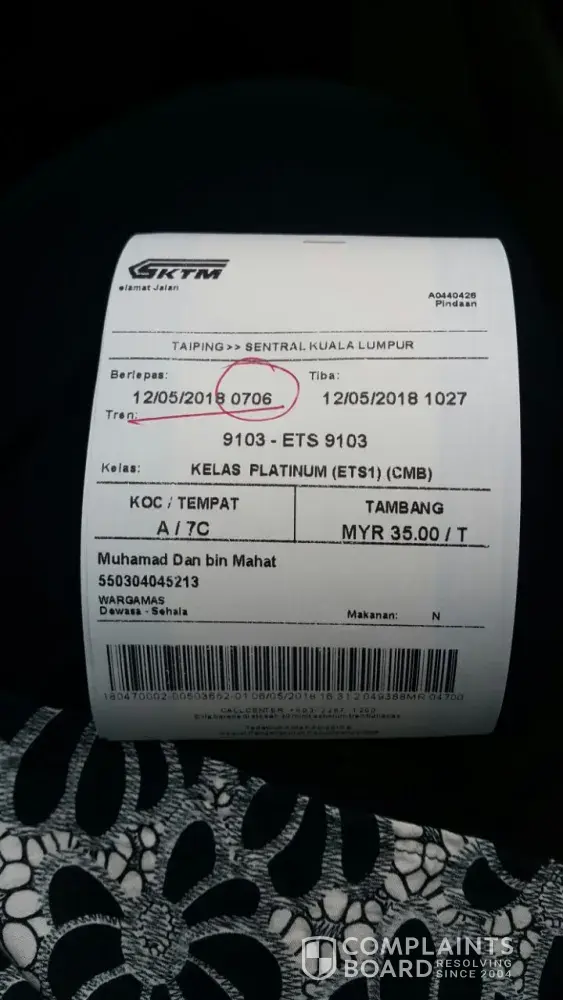 KTM
elamat Jalan
A0440426
Pindaan
TAIPING >> SENTRAL KUALA LUMPUR
Berlepas: Tiba:
12/05/2018 0706 12/05/2018 1027
Tren:
9103 - ETS 9103
Kelas: KELAS PLATINUM (ETS1) (CMB)
KOC / TEMPAT TAMBANG
A / 7C MYR 35.00 / T
Muhamad Dan bin Mahat
550304045213
WARGAMAS
Dewasa - Sehala Makanan: N
CALLCENTER
COMPLAINTS
BOARD RESOLVING
SINCE 2004